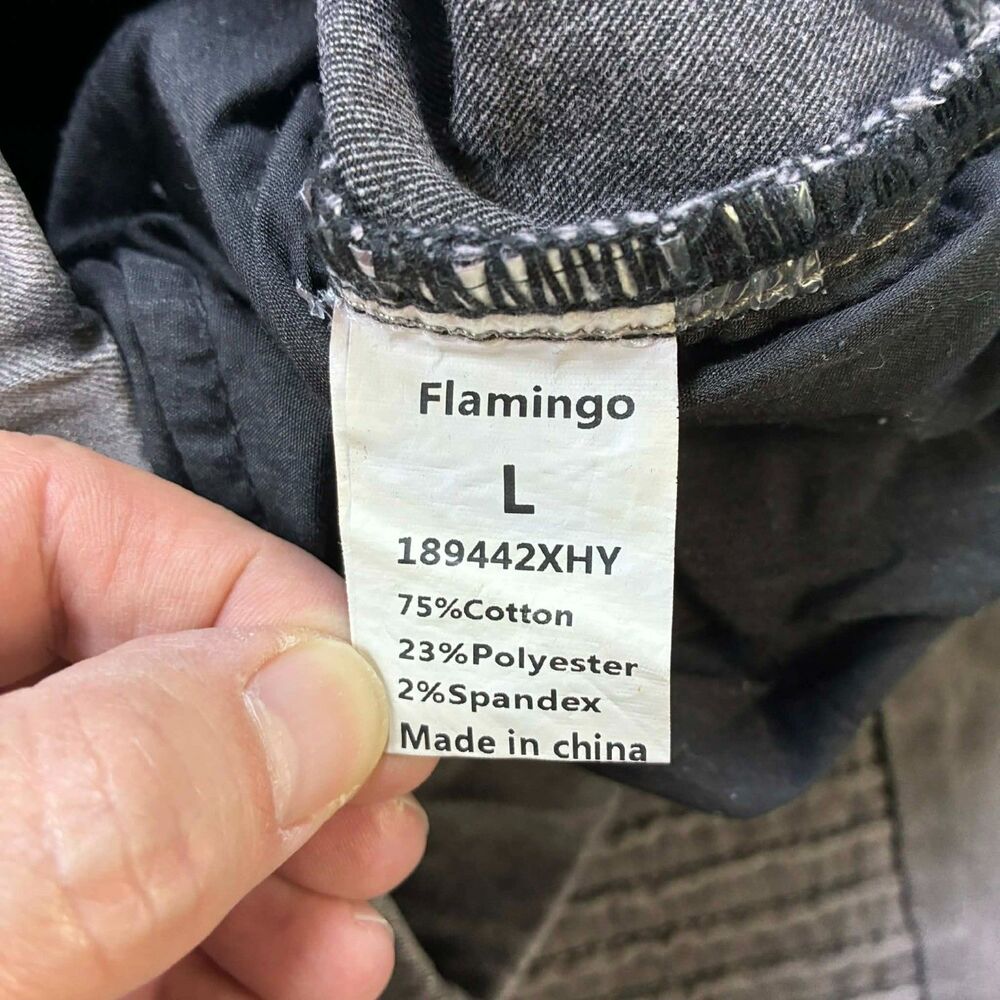 Flamingo
L
189442XHY
75%Cotton
23%Polyester
2%Spandex
Made in china